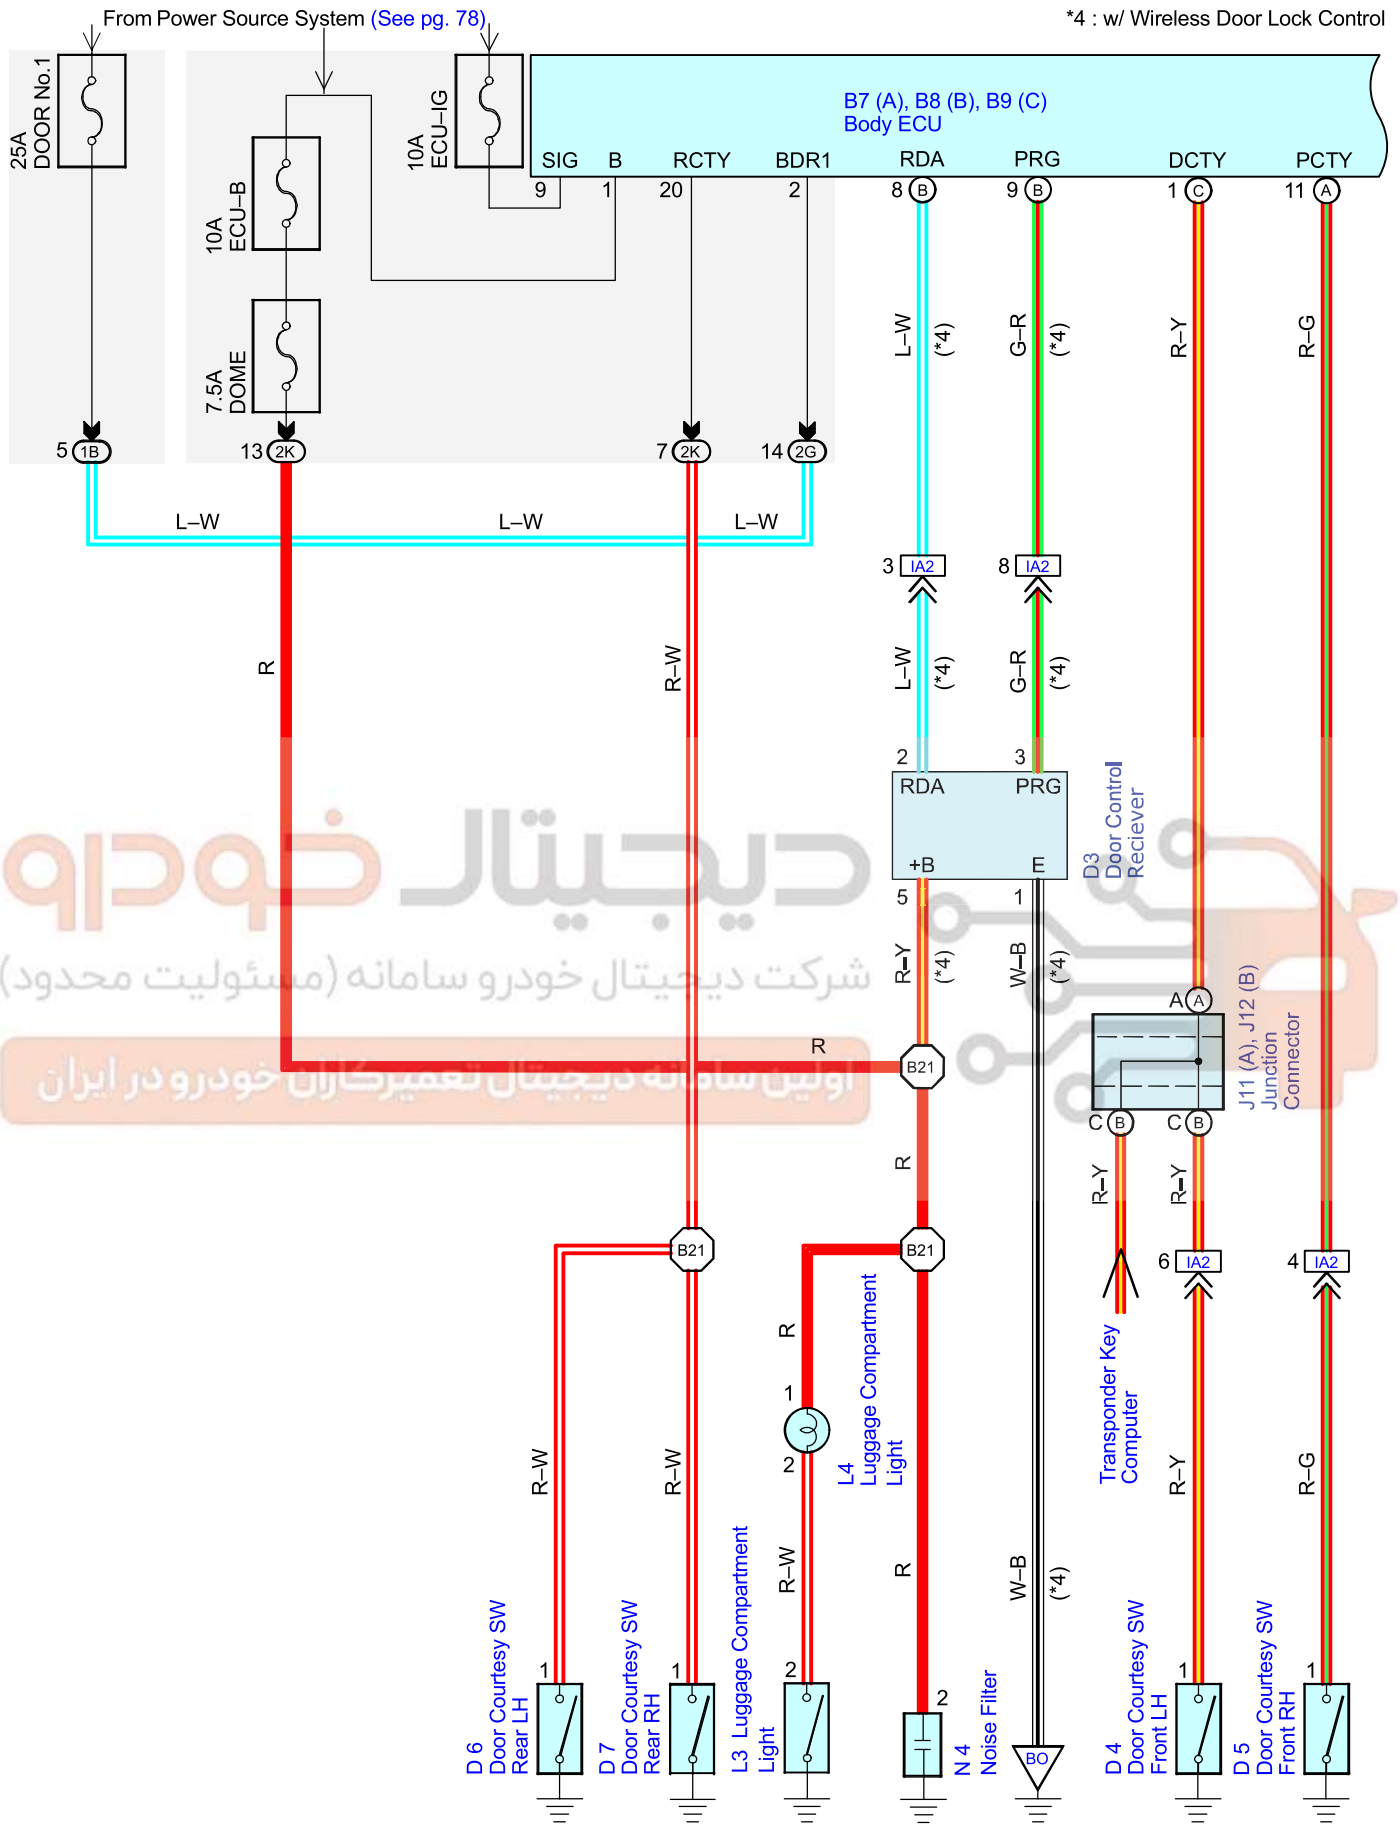 From Power Source System (See pg. 78)
*4 : w/ Wireless Door Lock Control
25A
DOOR No.1
10A
ECU–B
7.5A
DOME
10A
ECU–IG
B7 (A), B8 (B), B9 (C)
Body ECU
SIG B RCTY BDR1 RDA PRG DCTY PCTY
9 1 20 2 8 B 9 B 1 C 11 A
L–W
(*4)
G–R
(*4)
R–Y
R–G
5 1B 13 2K 7 2K 14 2G
L–W L–W L–W
3 IA2 8 IA2
R
R–W
L–W
(*4)
G–R
(*4)
2 3
RDA PRG
+B E
D3
Door Control
Reciever
5 1
دیجیتال خودرو
شرکت دیجیتال خودرو سامانه (مسئولیت محدود)
اولین سامانه دیجیتال تعمیرکاران خودرو در ایران
R–Y
(*4)
W–B
(*4)
A A
J11 (A), J12 (B)
Junction
Connector
R
B21
C B C B
R
R–Y
R–Y
B21 B21
6 IA2 4 IA2
R
1
2
L4
Luggage Compartment
Light
Transponder Key
Computer
R–W
R–W
R–W
R
W–B
(*4)
R–Y
R–G
D 6
Door Courtesy SW
Rear LH
1
D 7
Door Courtesy SW
Rear RH
1
L3 Luggage Compartment
Light
2
2
N 4
Noise Filter
BO
D 4
Door Courtesy SW
Front LH
1
D 5
Door Courtesy SW
Front RH
1